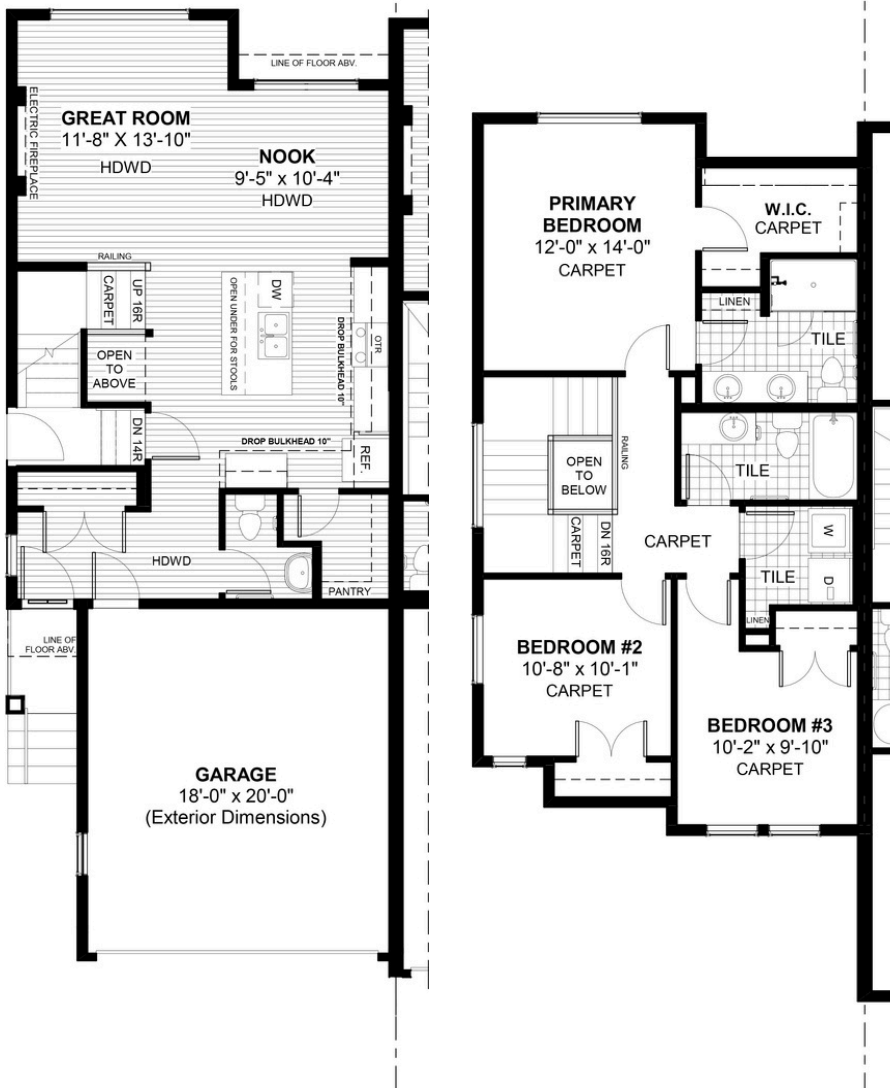 LINE OF FLOOR ABV.
ELECTRIC FIREPLACE
GREAT ROOM
11'-8" X 13'-10"
HDWD
NOOK
9'-5" x 10'-4"
HDWD
RAILING
UP 16R
CARPET
OPEN
TO
ABOVE
OPEN UNDER FOR STOOLS
DW
DROP BULKHEAD 10"
OTR
DN 14R
DROP BULKHEAD 10"
REF.
HDWD
PANTRY
LINE OF
FLOOR ABV.
GARAGE
18'-0" x 20'-0"
(Exterior Dimensions)
PRIMARY
BEDROOM
12'-0" x 14'-0"
CARPET
W.I.C.
CARPET
LINEN
TILE
RAILING
OPEN
TO
BELOW
TILE
DN 16R
CARPET
CARPET
W
D
TILE
LINEN
BEDROOM #2
10'-8" x 10'-1"
CARPET
BEDROOM #3
10'-2" x 9'-10"
CARPET